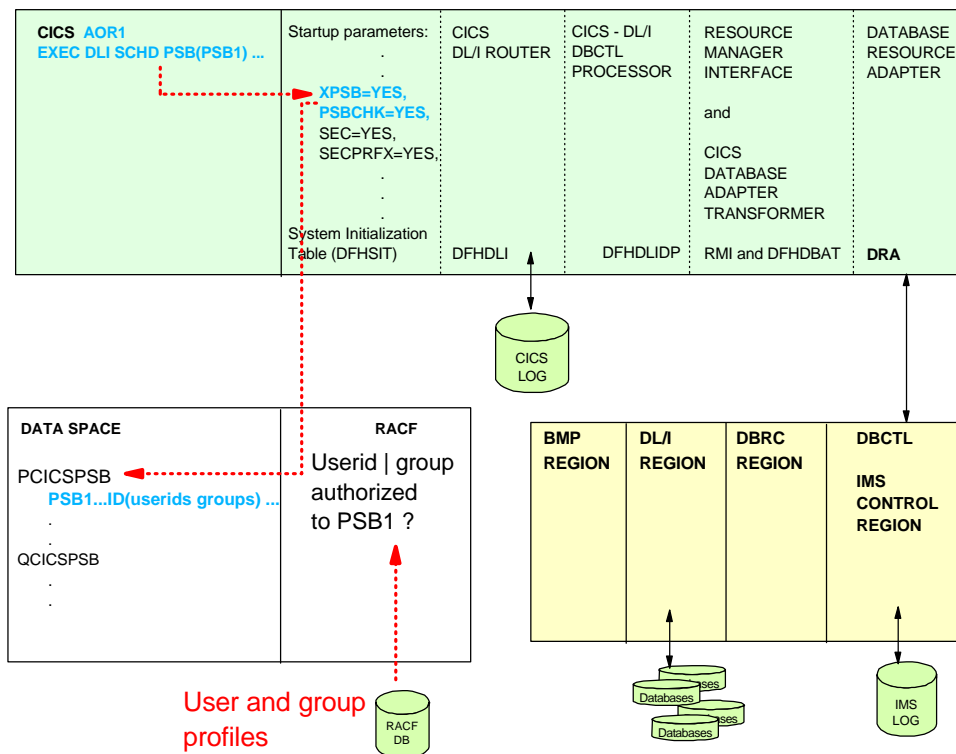 CICS AOR1
EXEC DLI SCHD PSB(PSB1) ...
Startup parameters:
.
.
XPSB=YES,
PSBCHK=YES,
SEC=YES,
SECPRFX=YES,
.
.
.
System Initialization
Table (DFHSIT)
CICS
DL/I ROUTER
DFHDLI
CICS - DL/I
DBCTL
PROCESSOR
DFHDLIDP
RESOURCE
MANAGER
INTERFACE
and
CICS
DATABASE
ADAPTER
TRANSFORMER
RMI and DFHDBAT
DATABASE
RESOURCE
ADAPTER
DRA
CICS
LOG
DATA SPACE
PCICSPSB
PSB1...ID(userids groups) ...
.
.
QCICSPSB
.
.
RACF
Userid | group
authorized
to PSB1 ?
User and group
profiles
RACF
DB
BMP
REGION
DL/I
REGION
DBRC
REGION
DBCTL
IMS
CONTROL
REGION
Databases
Databases
IMS
LOG